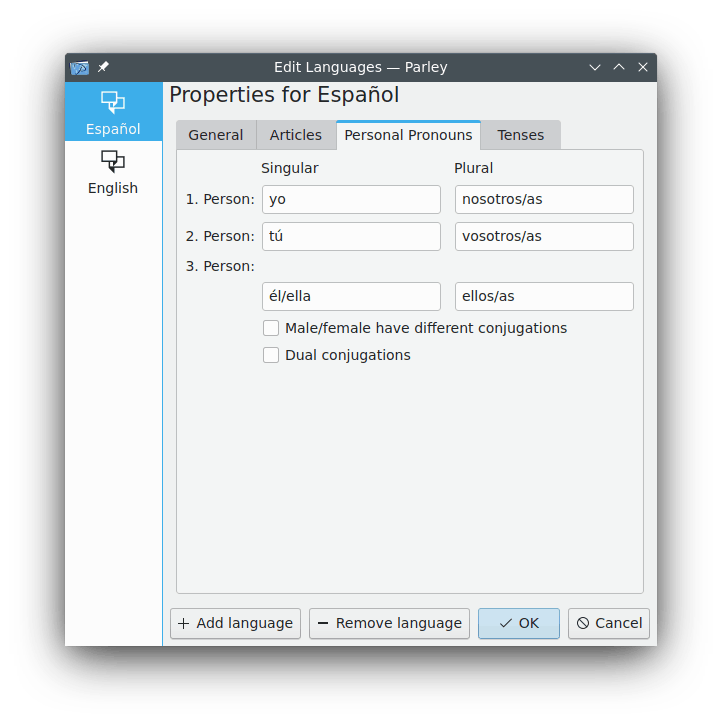 Edit Languages — Parley
Español
English
Properties for Español
General Articles Personal Pronouns Tenses
Singular Plural
1. Person: yo nosotros/as
2. Person: tú vosotros/as
3. Person:
él/ella ellos/as
Male/female have different conjugations
Dual conjugations
Add language Remove language OK Cancel